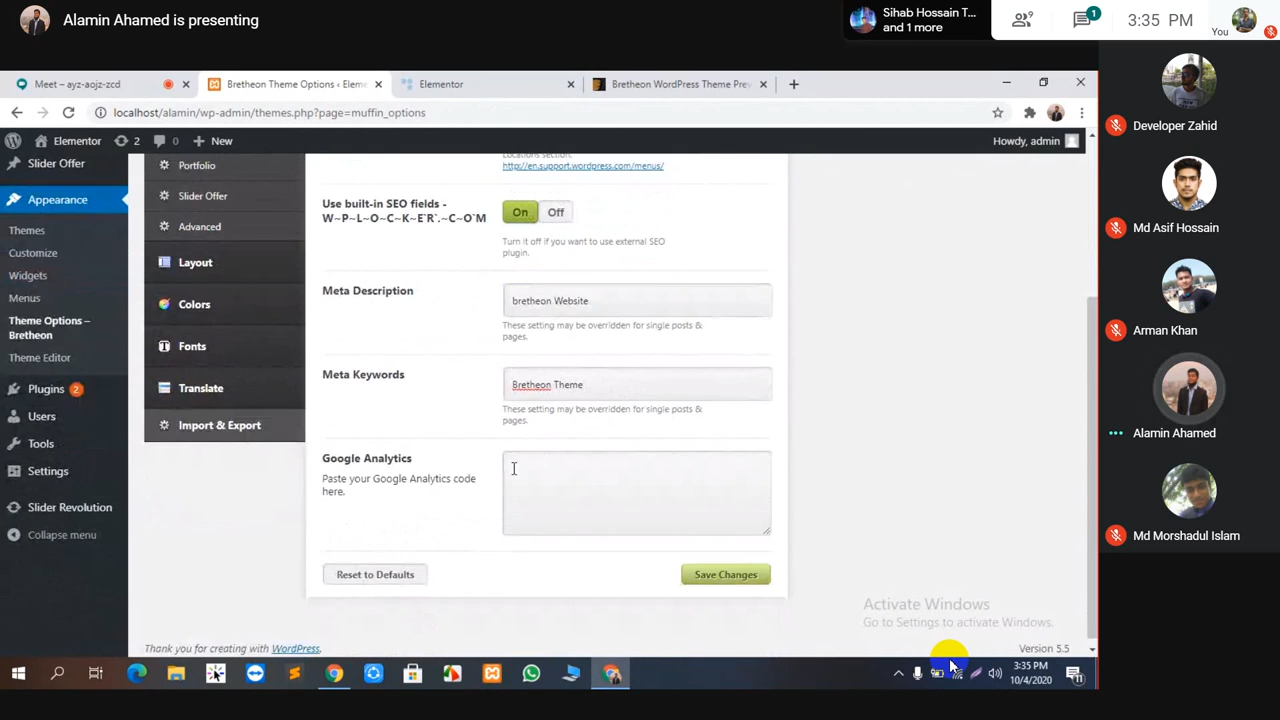 Alamin Ahamed is presenting
Sihab Hossain T...
and 1 more
9
1
3:35 PM
You
Meet – ayz-aojz-zcd
Bretheon Theme Options ‹ Eleme
Elementor
Bretheon WordPress Theme Prev
localhost/alamin/wp-admin/themes.php?page=muffin_options
Elementor
2
0
New
Howdy, admin
Slider Offer
Appearance
Themes
Customize
Widgets
Menus
Theme Options –
Bretheon
Theme Editor
Plugins 2
Users
Tools
Settings
Slider Revolution
Collapse menu
Portfolio
Slider Offer
Advanced
Layout
Colors
Fonts
Translate
Import & Export
Locations section:
http://en.support.wordpress.com/menus/
Use built-in SEO fields -
W~P~L~O~C~K~E`R`.~C~O`M
On
Off
Turn it off if you want to use external SEO
plugin.
Meta Description
bretheon Website
These setting may be overridden for single posts &
pages.
Meta Keywords
Bretheon Theme
These setting may be overridden for single posts &
pages.
Google Analytics
Paste your Google Analytics code
here.
Reset to Defaults
Save Changes
Activate Windows
Go to Settings to activate Windows.
Thank you for creating with WordPress.
Version 5.5
3:35 PM
10/4/2020
11
Developer Zahid
Md Asif Hossain
Arman Khan
Alamin Ahamed
Md Morshadul Islam